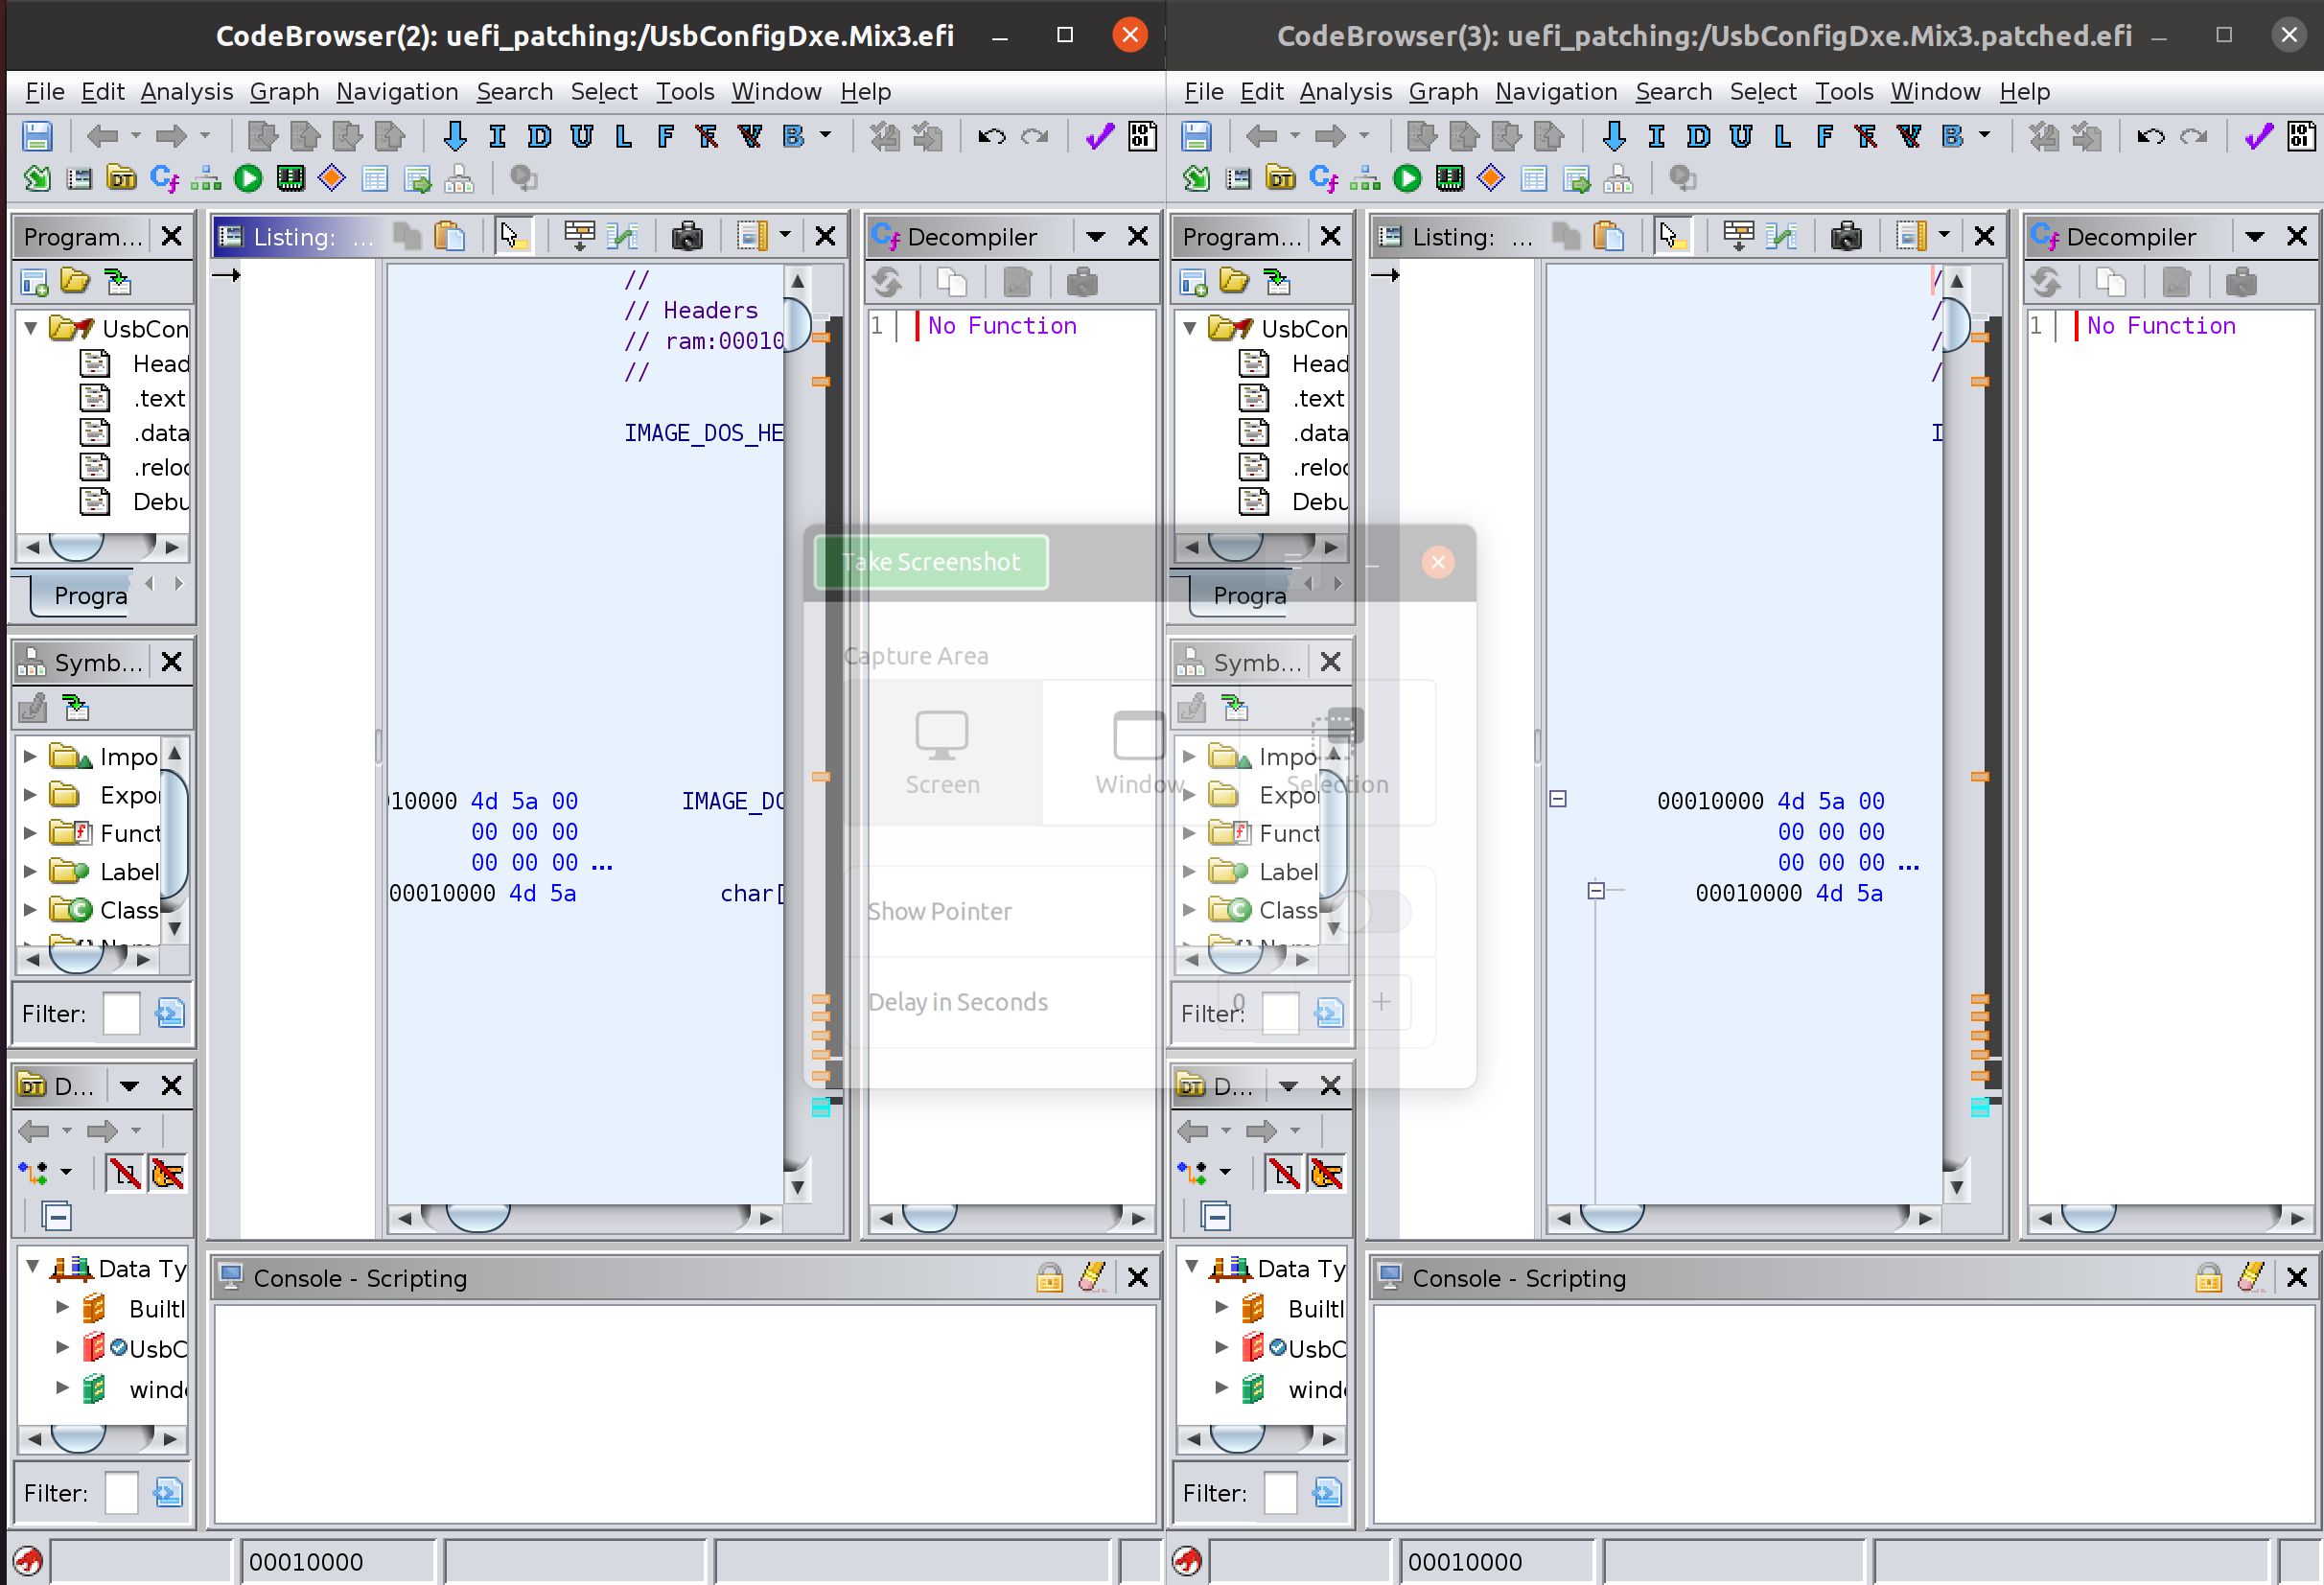 CodeBrowser(2): uefi_patching:/UsbConfigDxe.Mix3.efi
File Edit Analysis Graph Navigation Search Select Tools Window Help
I D U L F F V B
Program...
UsbCon
Head
.text
.data
.reloc
Debu
Progra
Symb...
Impo
Expo
Funct
Label
Class
Filter:
D...
Data Ty
BuiltI
UsbC
windo
Filter:
Listing: ...
//
// Headers
// ram:00010
//
IMAGE_DOS_HE
10000 4d 5a 00 IMAGE_DO
00 00 00
00 00 00 ...
00010000 4d 5a char[
Decompiler
1 No Function
Console - Scripting
00010000
Take Screenshot
Capture Area
Screen
Window
Selection
Show Pointer
Delay in Seconds
0 +
CodeBrowser(3): uefi_patching:/UsbConfigDxe.Mix3.patched.efi
File Edit Analysis Graph Navigation Search Select Tools Window Help
I D U L F F V B
Program...
UsbCon
Head
.text
.data
.reloc
Debu
Progra
Symb...
Impo
Expo
Funct
Label
Class
Filter:
D...
Data Ty
BuiltI
UsbC
windo
Filter:
Listing: ...
/
/
/
/
I
00010000 4d 5a 00
00 00 00
00 00 00 ...
00010000 4d 5a
Decompiler
1 No Function
Console - Scripting
00010000